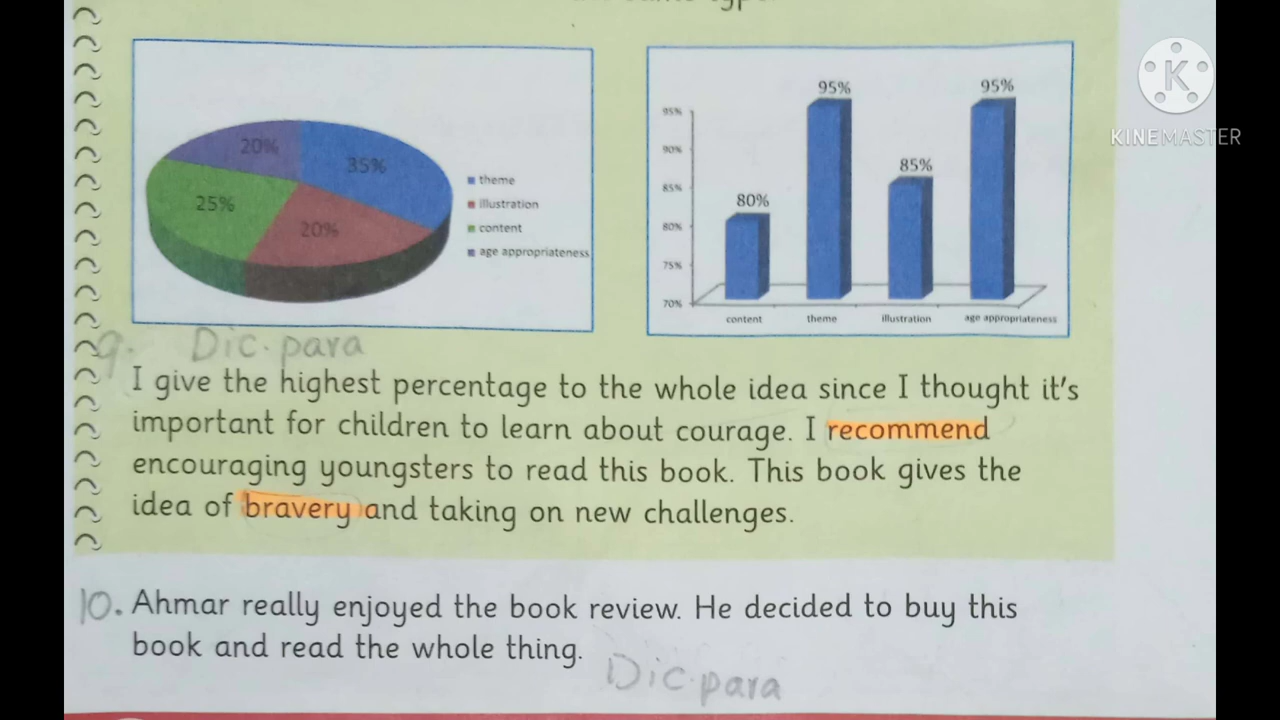 20%
35%
25%
20%
theme
illustration
content
age appropriateness
95%
95%
85%
80%
95%
90%
85%
80%
75%
70%
content theme illustration age appropriateness
K
KINEMASTER
9. Dic.para
I give the highest percentage to the whole idea since I thought it's
important for children to learn about courage. I recommend
encouraging youngsters to read this book. This book gives the
idea of bravery and taking on new challenges.
10. Ahmar really enjoyed the book review. He decided to buy this
book and read the whole thing.
Dic.para